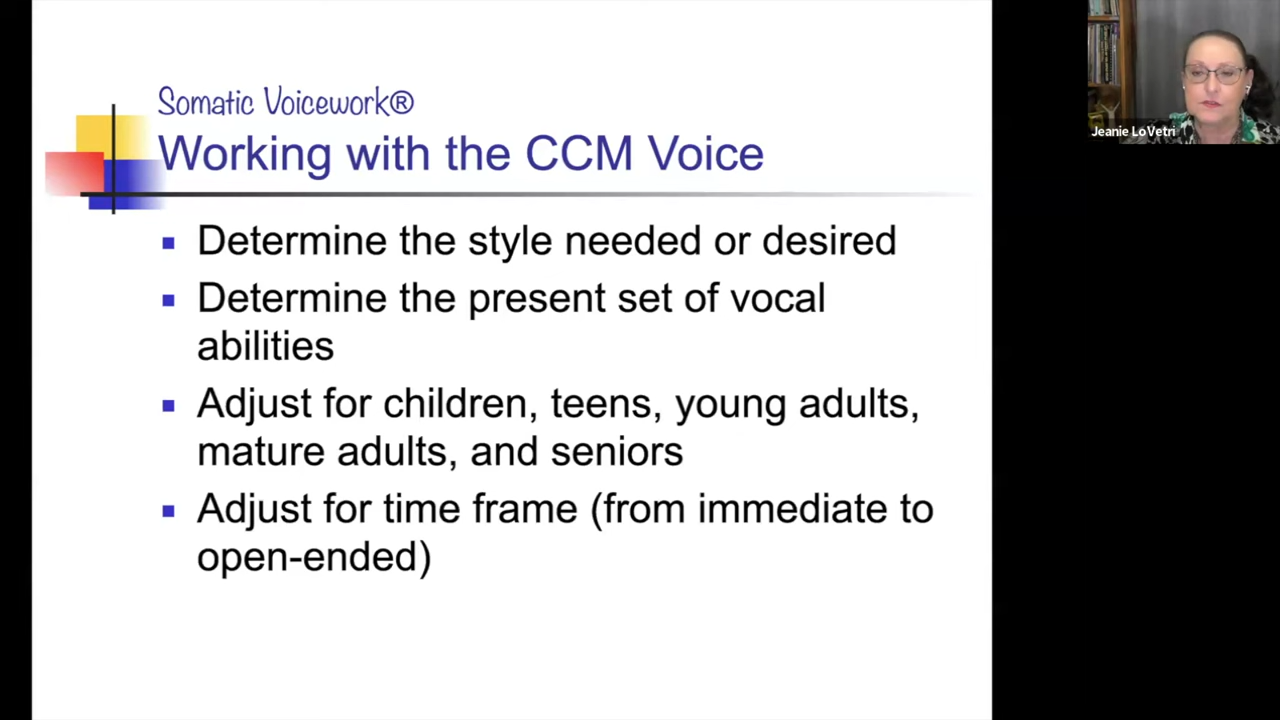 Somatic Voicework®
Working with the CCM Voice
Determine the style needed or desired
Determine the present set of vocal
abilities
Adjust for children, teens, young adults,
mature adults, and seniors
Adjust for time frame (from immediate to
open-ended)
Jeanie LoVetri